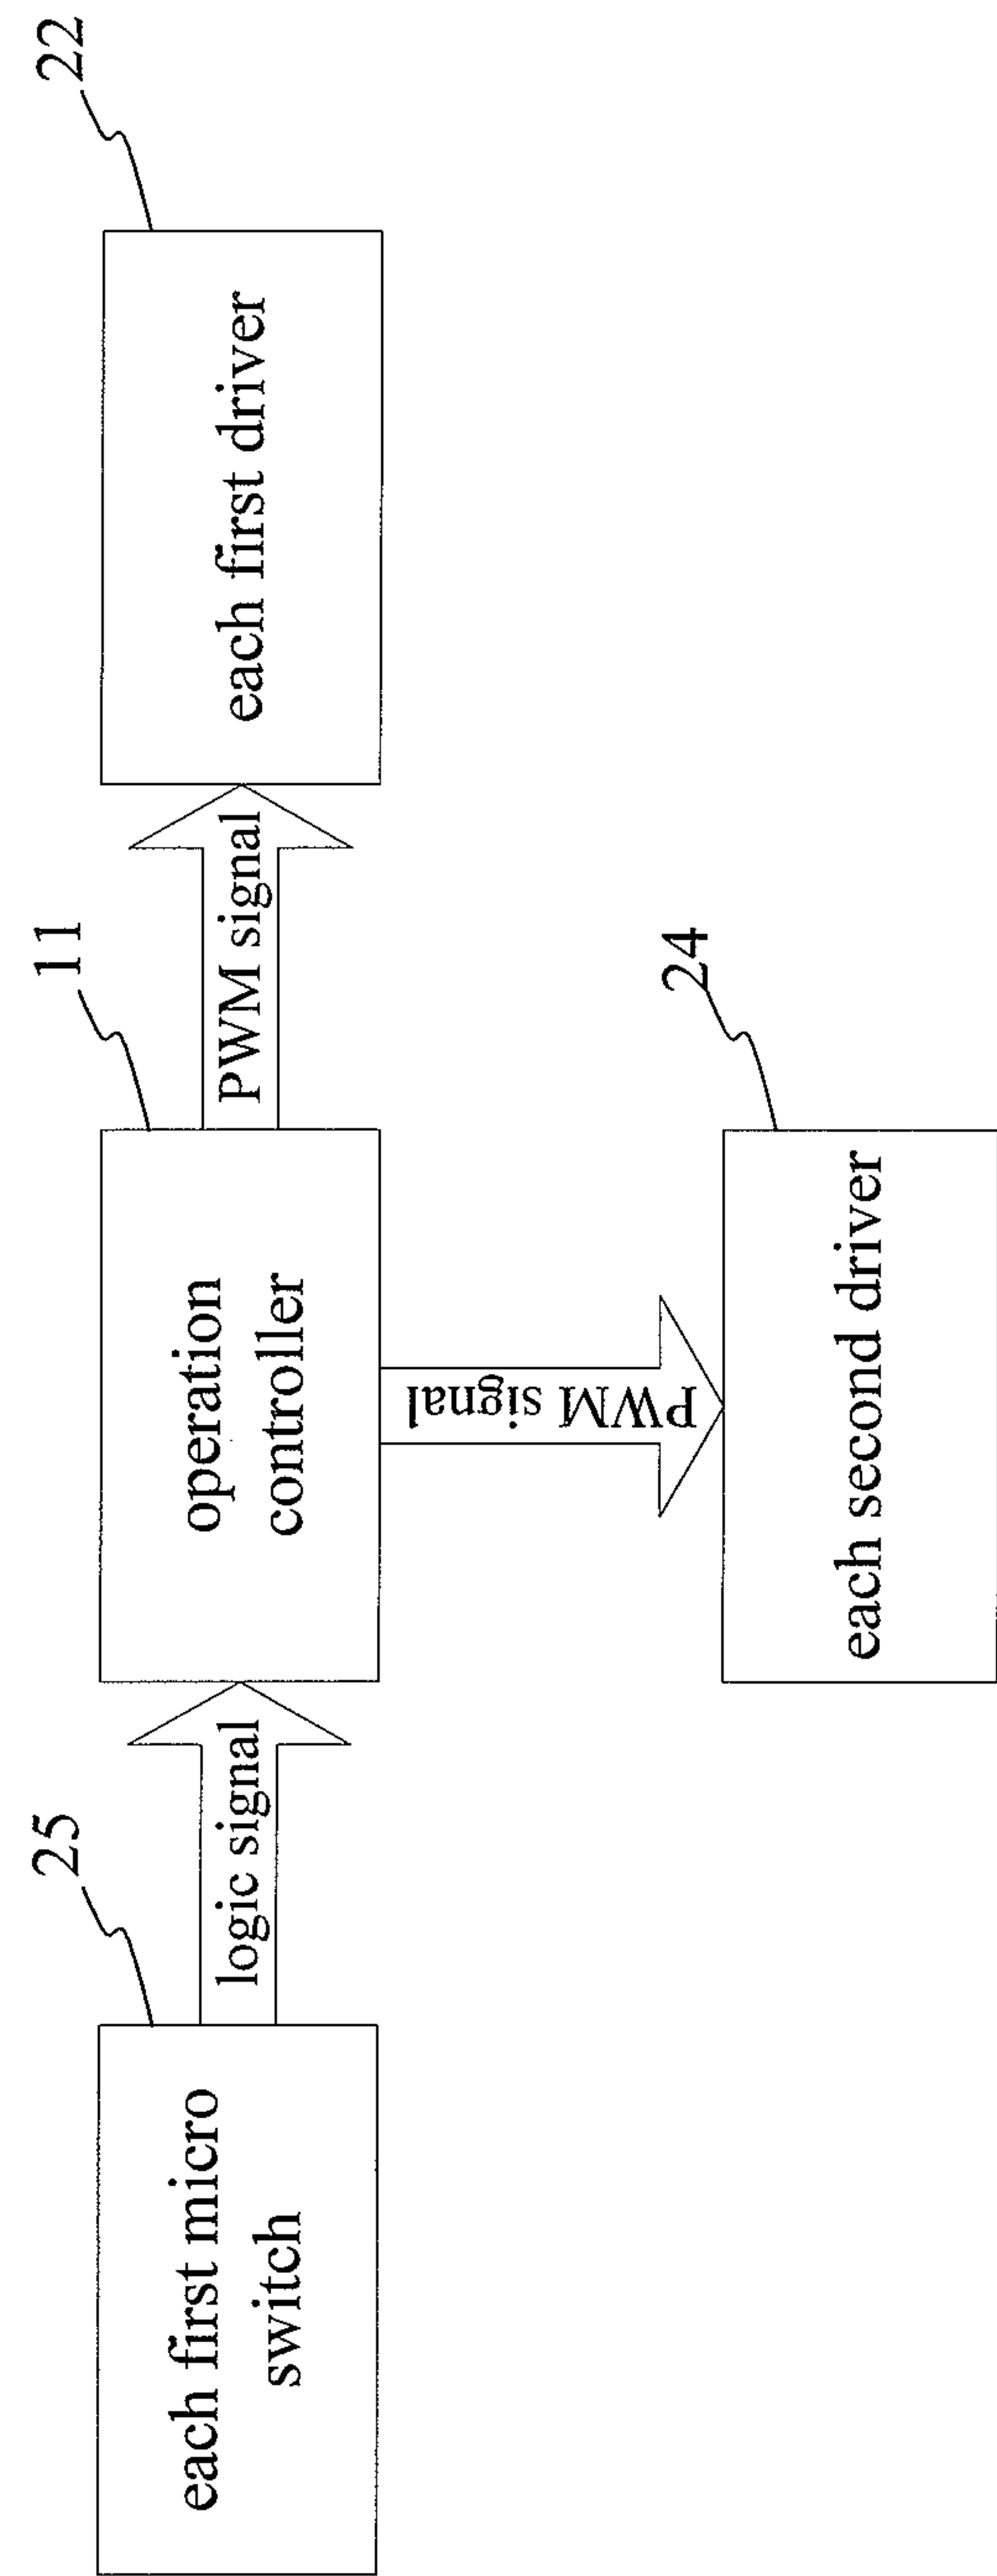 25
each first micro
switch
logic signal
11
operation
controller
PWM signal
22
each first driver
PWM signal
24
each second driver